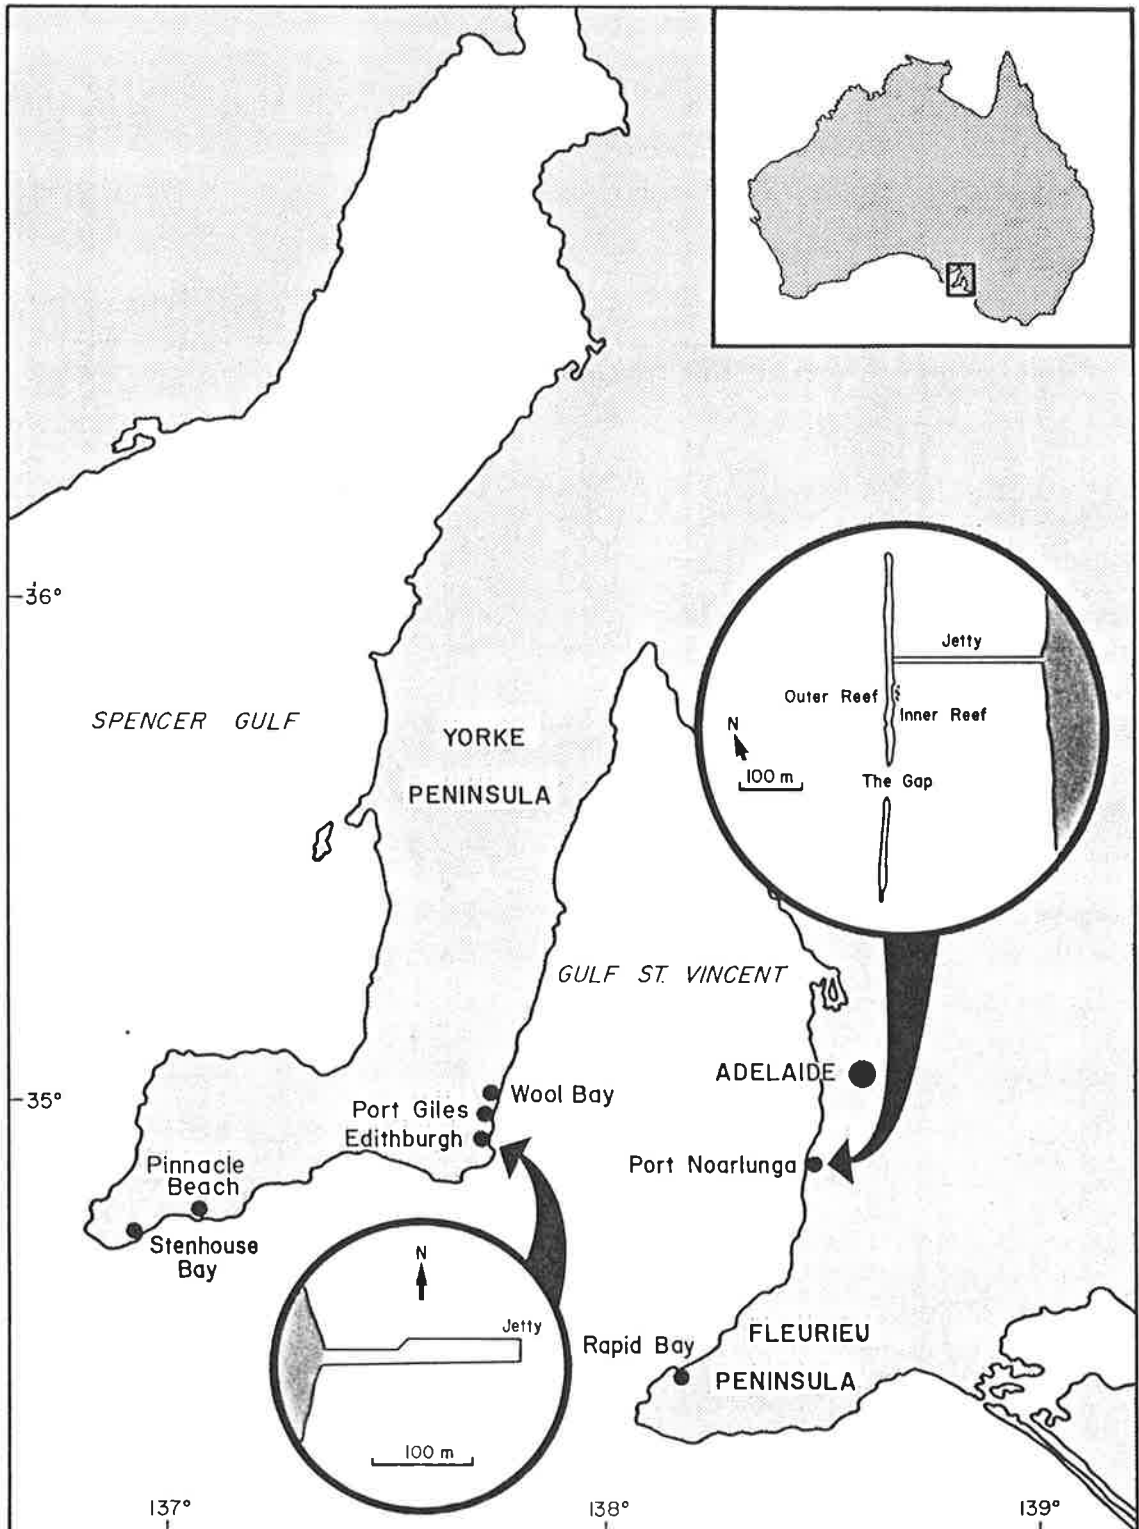 36°
Jetty
Outer Reef
Inner Reef
N
100 m
The Gap
SPENCER GULF
YORKE
PENINSULA
GULF ST. VINCENT
ADELAIDE
35°
Wool Bay
Port Giles
Edithburgh
Port Noarlunga
Pinnacle
Beach
Stenhouse
Bay
N
Jetty
100 m
Rapid Bay
FLEURIEU
PENINSULA
137°
138°
139°